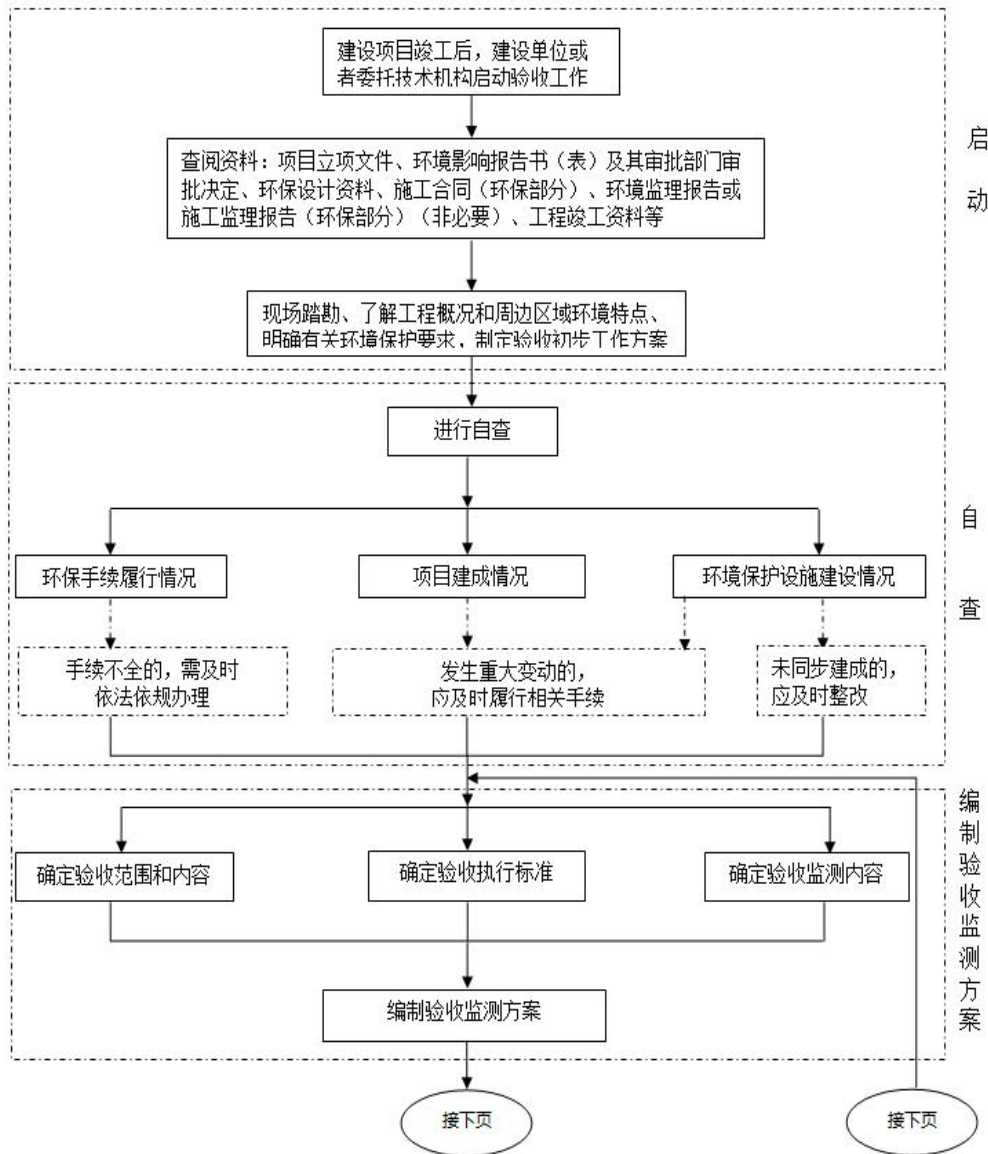 建设项目竣工后，建设单位或
者委托技术机构启动验收工作
启动
查阅资料：项目立项文件、环境影响报告书（表）及其审批部门审
批决定、环保设计资料、施工合同（环保部分）、环境监理报告或
施工监理报告（环保部分）（非必要）、工程竣工资料等
现场踏勘、了解工程概况和周边区域环境特点、
明确有关环境保护要求，制定验收初步工作方案
进行自查
自查
环保手续履行情况
项目建成情况
环境保护设施建设情况
手续不全的，需及时
依法依规办理
发生重大变动的，
应及时履行相关手续
未同步建成的，
应及时整改
编制验收监测方案
确定验收范围和内容
确定验收执行标准
确定验收监测内容
编制验收监测方案
接下页
接下页